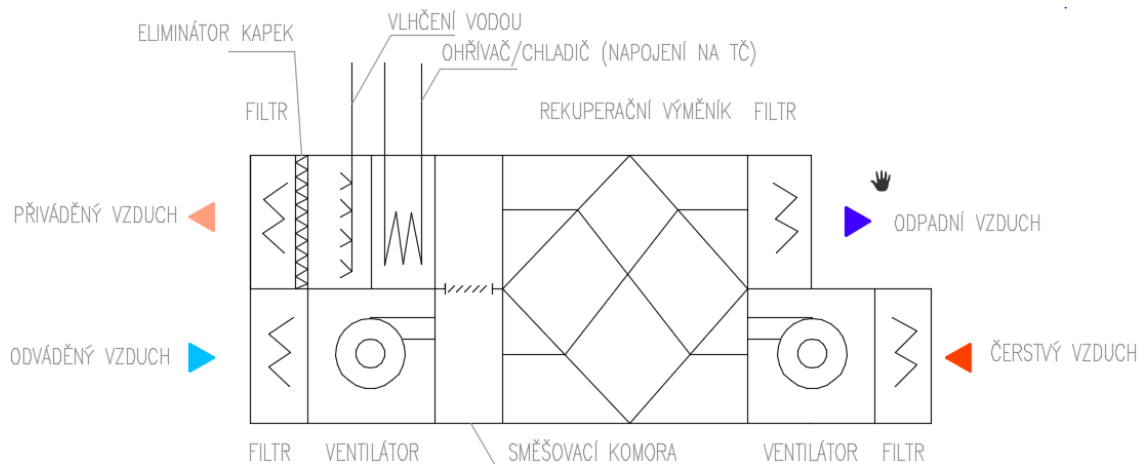 VLHČENÍ VODOU
ELIMINÁTOR KAPEK
OHŘÍVAČ/CHLADIČ (NAPOJENÍ NA TČ)
FILTR
REKUPERAČNÍ VÝMĚNÍK
FILTR
PŘIVÁDĚNÝ VZDUCH
ODPADNÍ VZDUCH
ODVÁDĚNÝ VZDUCH
ČERSTVÝ VZDUCH
FILTR
VENTILÁTOR
SMĚŠOVACÍ KOMORA
VENTILÁTOR
FILTR